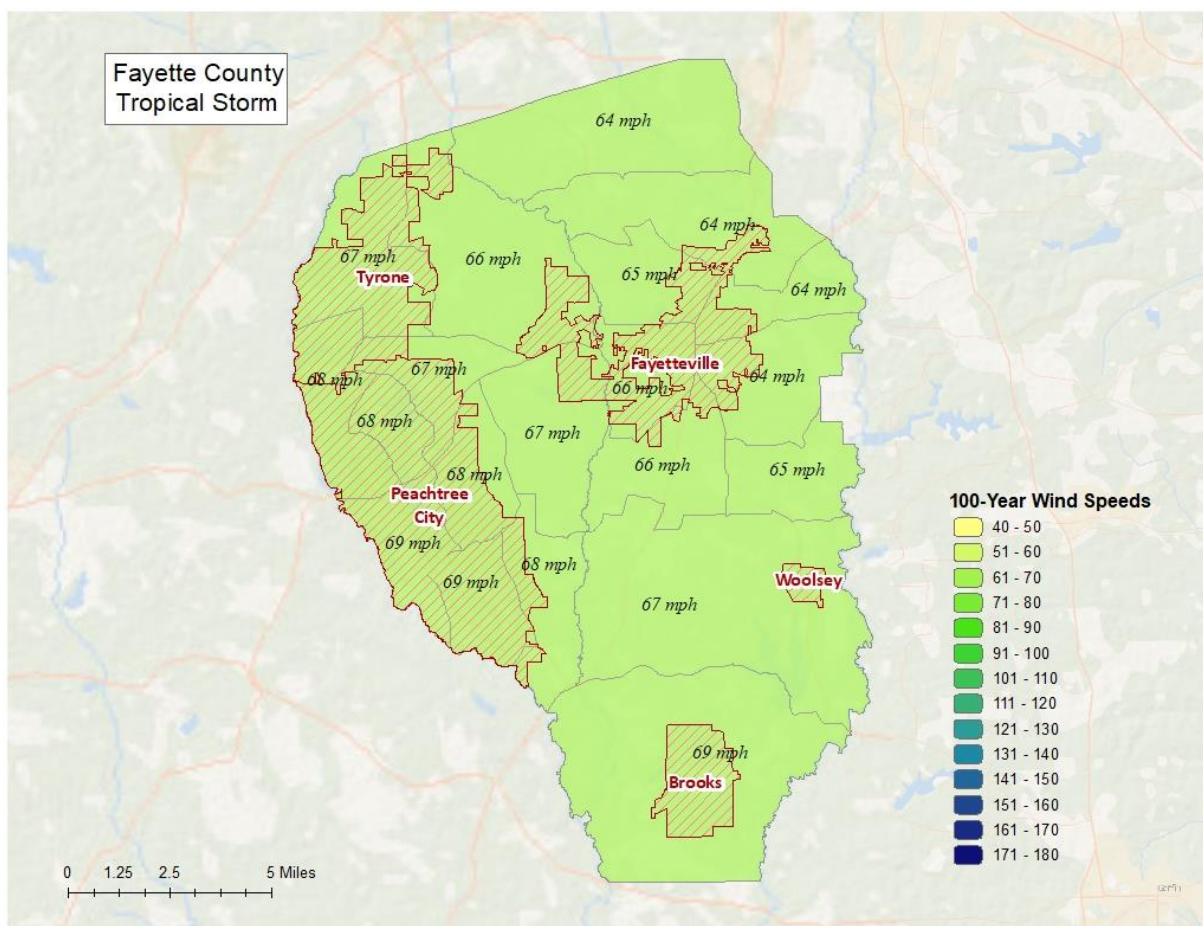 Fayette County
Tropical Storm
64 mph
64 mph
67 mph
66 mph
65 mph
64 mph
Tyrone
Fayetteville
68 mph
67 mph
66 mph
64 mph
68 mph
67 mph
66 mph
65 mph
68 mph
Peachtree
City
69 mph
69 mph
68 mph
67 mph
Woolsey
69 mph
Brooks
100-Year Wind Speeds
40 - 50
51 - 60
61 - 70
71 - 80
81 - 90
91 - 100
101 - 110
111 - 120
121 - 130
131 - 140
141 - 150
151 - 160
161 - 170
171 - 180
0 1.25 2.5 5 Miles